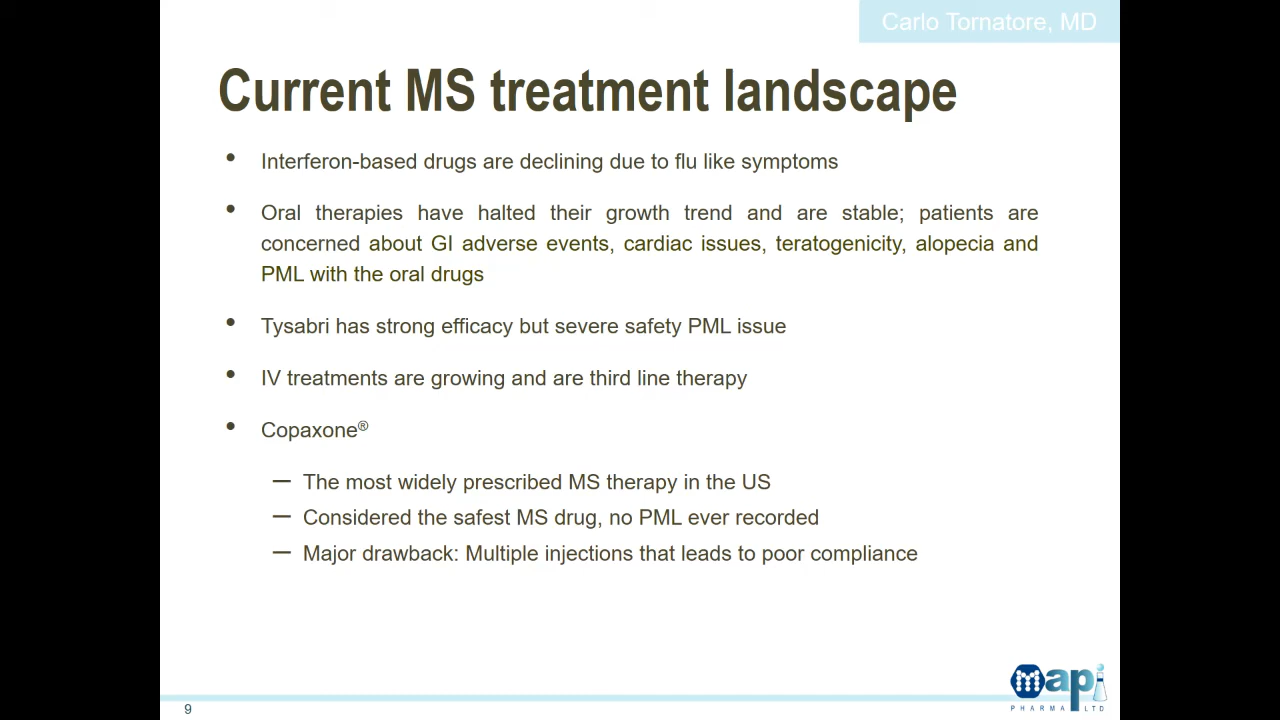 Carlo Tornatore, MD
Current MS treatment landscape
• Interferon-based drugs are declining due to flu like symptoms
• Oral therapies have halted their growth trend and are stable; patients are
concerned about GI adverse events, cardiac issues, teratogenicity, alopecia and
PML with the oral drugs
• Tysabri has strong efficacy but severe safety PML issue
• IV treatments are growing and are third line therapy
• Copaxone®
– The most widely prescribed MS therapy in the US
– Considered the safest MS drug, no PML ever recorded
– Major drawback: Multiple injections that leads to poor compliance
mapi
PHARMA LTD
9